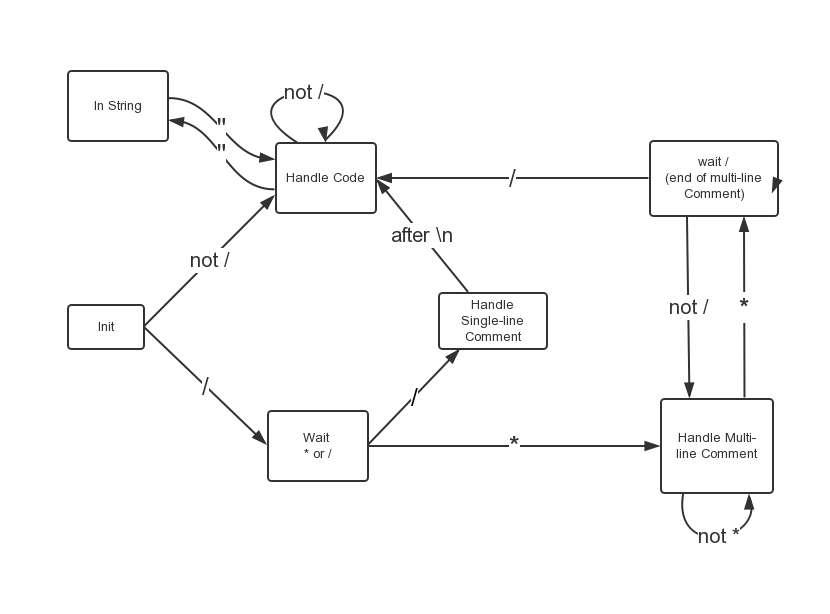 not /
In String
"
"
Handle Code
wait /
(end of multi-line
Comment)
/
after \n
not /
Handle
Single-line
Comment
not /
*
Init
/
/
Wait
* or /
*
Handle Multi-
line Comment
not *